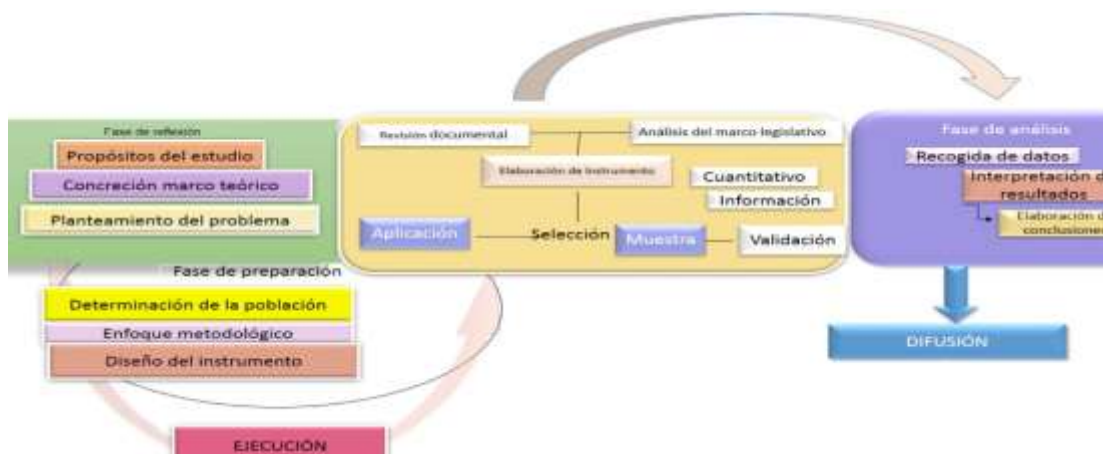 Fase de reflexión
Propósitos del estudio
Concreción marco teórico
Planteamiento del problema
Fase de preparación
Determinación de la población
Enfoque metodológico
Diseño del instrumento
EJECUCIÓN
Revisión documental
Análisis del marco legislativo
Elaboración de instrumento
Cuantitativo
Información
Aplicación
Selección
Muestra
Validación
Fase de análisis
Recogida de datos
Interpretación d
resultados
Elaboración d
conclusione
DIFUSIÓN